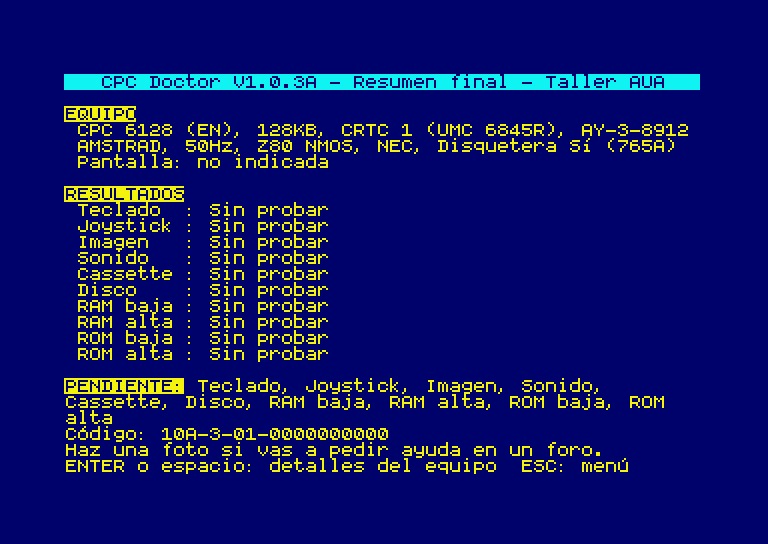 CPC Doctor V1.0.3A - Resumen final - Taller AUA
EQUIPO
CPC 6128 (EN), 128KB, CRTC 1 (UMC 6845R), AY-3-8912
AMSTRAD, 50Hz, Z80 NMOS, NEC, Disquetera Sí (765A)
Pantalla: no indicada
RESULTADOS
Teclado : Sin probar
Joystick : Sin probar
Imagen : Sin probar
Sonido : Sin probar
Cassette : Sin probar
Disco : Sin probar
RAM baja : Sin probar
RAM alta : Sin probar
ROM baja : Sin probar
ROM alta : Sin probar
PENDIENTE: Teclado, Joystick, Imagen, Sonido,
Cassette, Disco, RAM baja, RAM alta, ROM baja, ROM
alta
Código: 10A-3-01-0000000000
Haz una foto si vas a pedir ayuda en un foro.
ENTER o espacio: detalles del equipo ESC: menú